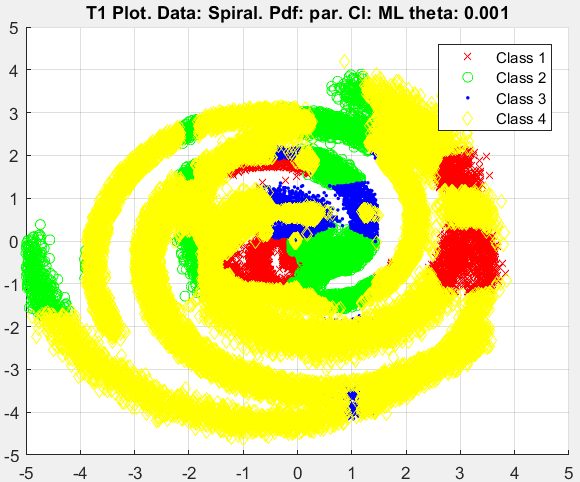 T1 Plot. Data: Spiral. Pdf: par. Cl: ML theta: 0.001
5
4
3
2
1
0
-1
-2
-3
-4
-5
-5 -4 -3 -2 -1 0 1 2 3 4 5
Class 1
Class 2
Class 3
Class 4